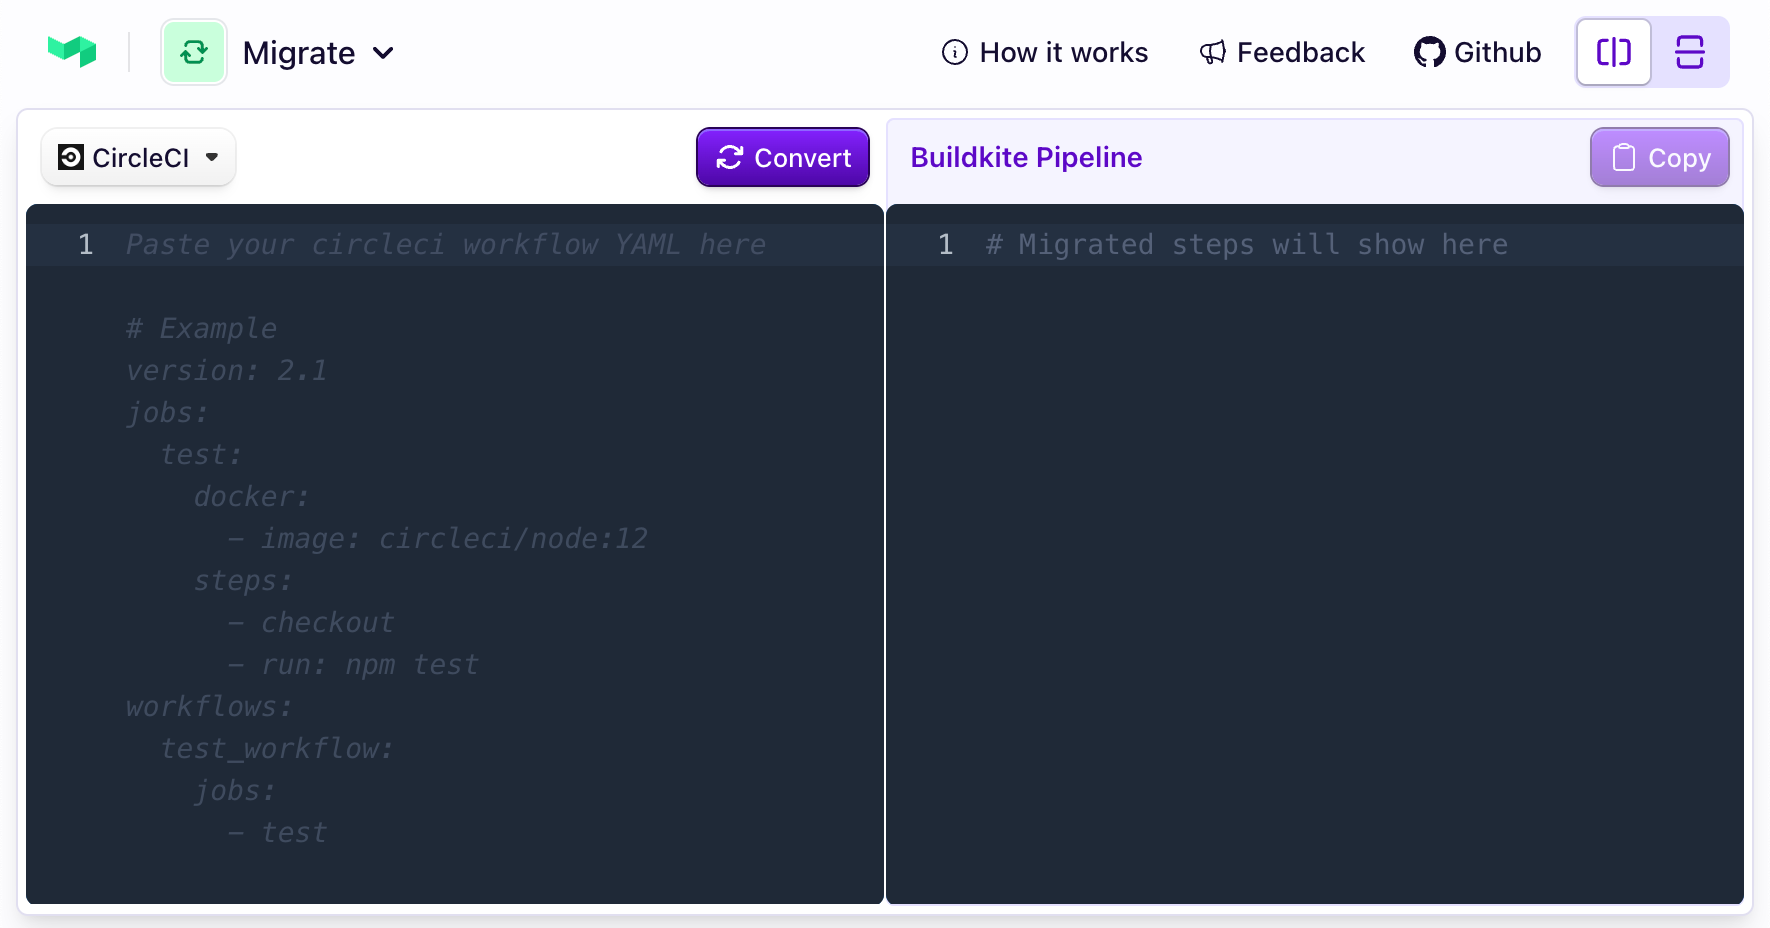 Migrate
How it works
Feedback
Github
CircleCI
Convert
Buildkite Pipeline
Copy
1 Paste your circleci workflow YAML here
# Example
version: 2.1
jobs:
  test:
    docker:
      - image: circleci/node:12
    steps:
      - checkout
      - run: npm test
workflows:
  test_workflow:
    jobs:
      - test
1 # Migrated steps will show here